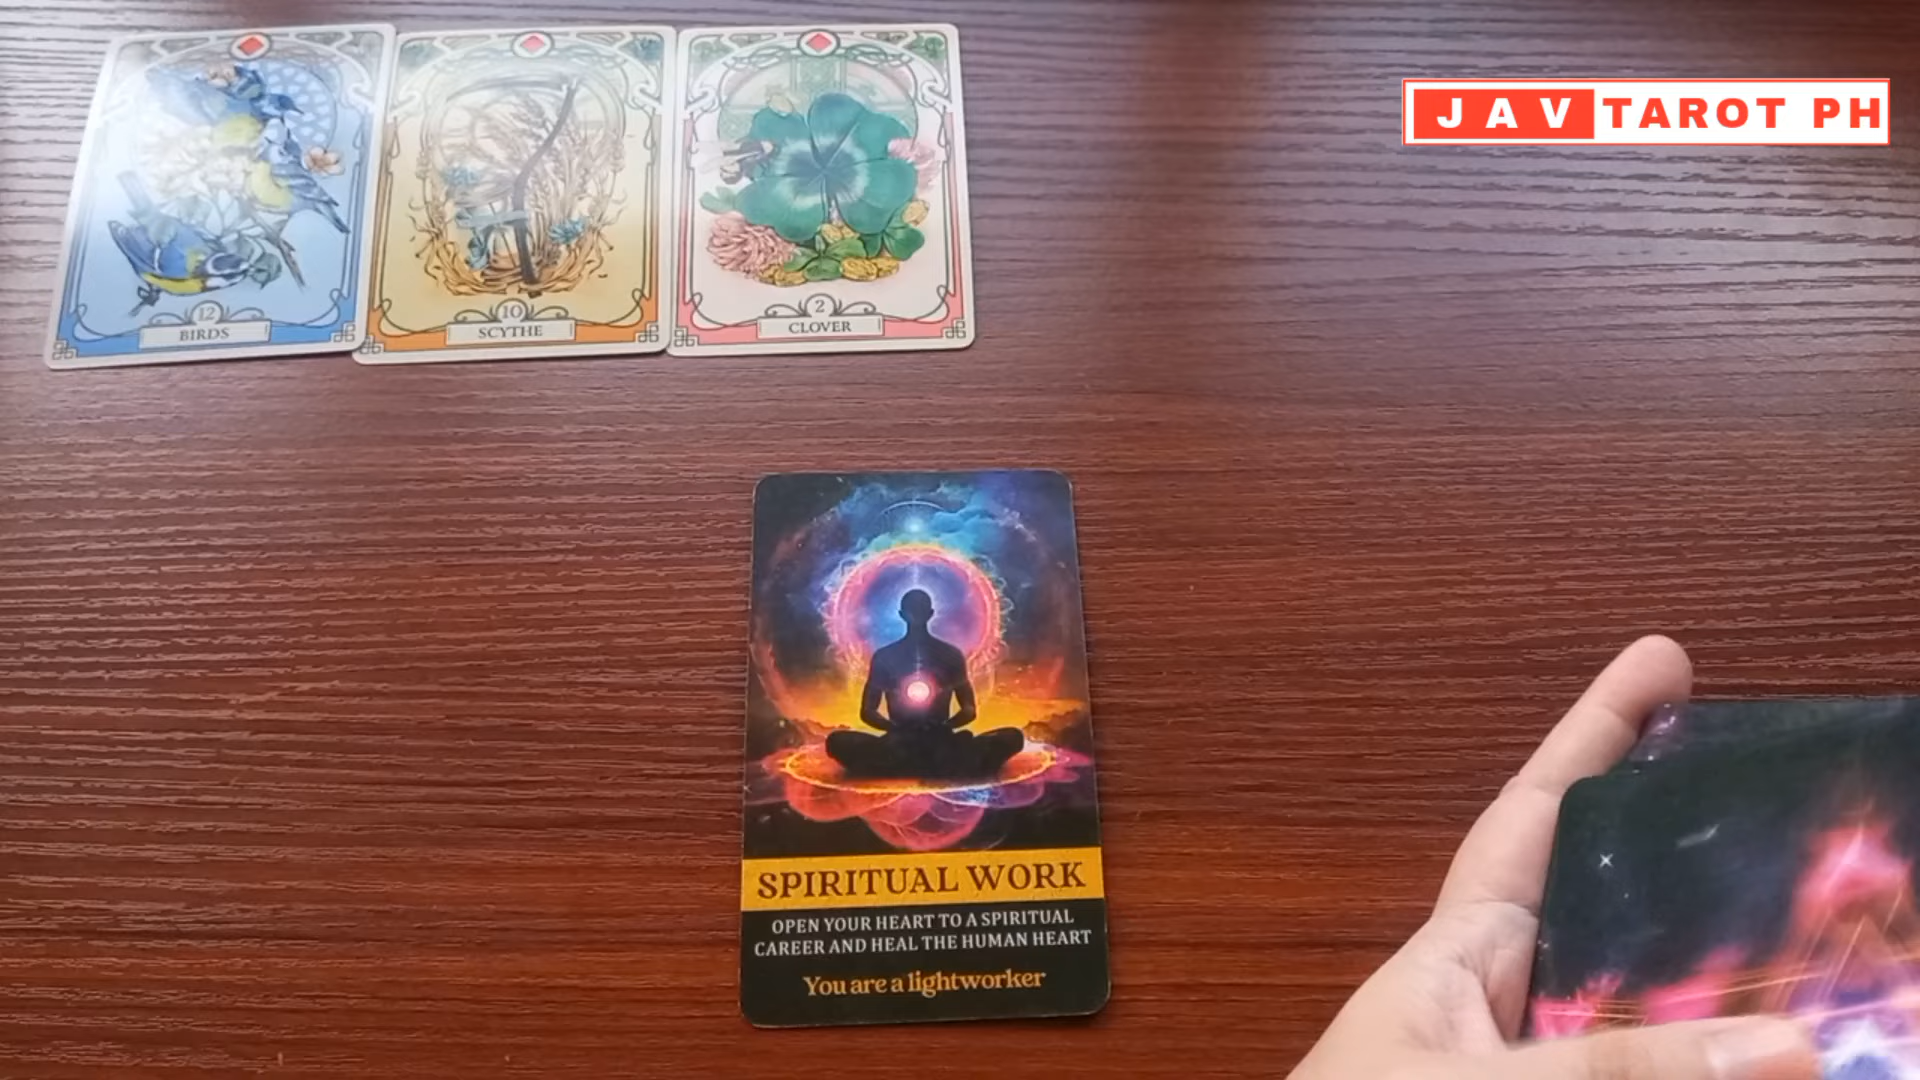 JAV TAROT PH
12
BIRDS
10
SCYTHE
2
CLOVER
SPIRITUAL WORK
OPEN YOUR HEART TO A SPIRITUAL
CAREER AND HEAL THE HUMAN HEART
You are a lightworker